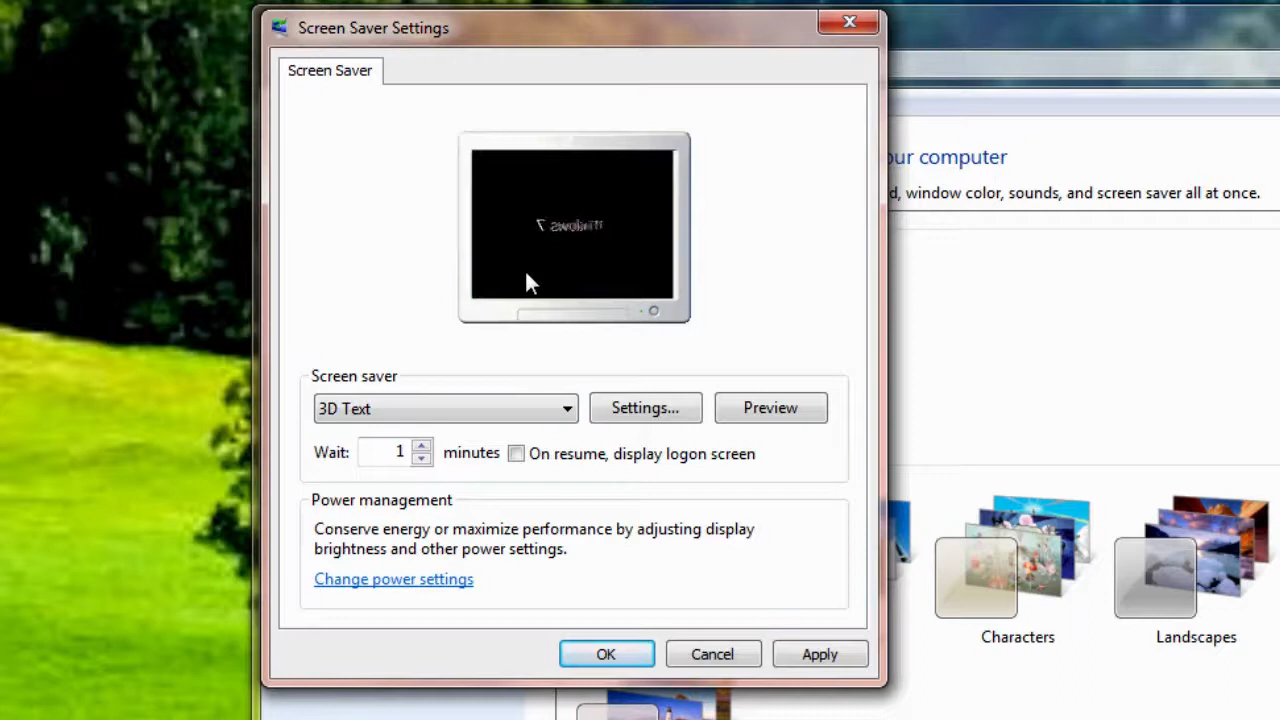 Screen Saver Settings
Screen Saver
our computer
d, window color, sounds, and screen saver all at once.
Windows 7
Screen saver
3D Text
Settings...
Preview
Wait: 1 minutes
On resume, display logon screen
Power management
Conserve energy or maximize performance by adjusting display
brightness and other power settings.
Change power settings
Characters
Landscapes
OK
Cancel
Apply